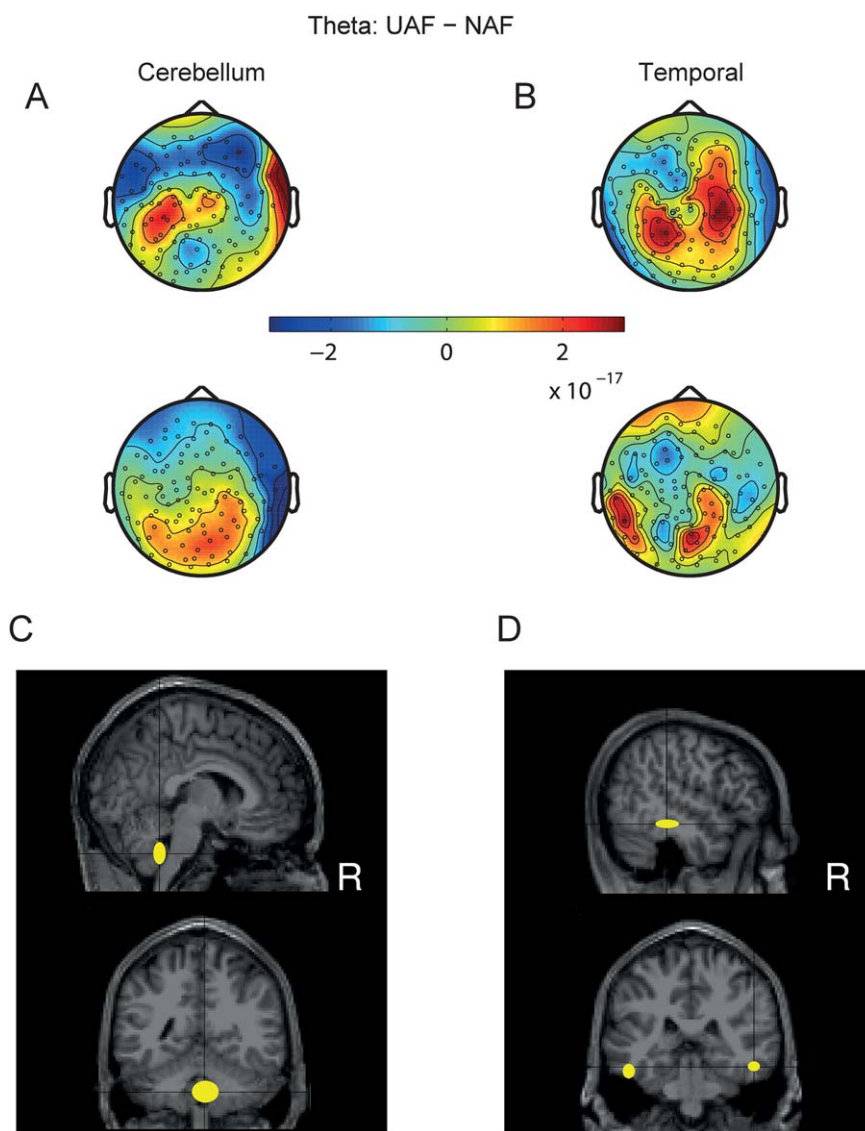 Theta: UAF − NAF
Cerebellum
Temporal
A
B
−2 0 2
x 10 −17
C
D
R
R